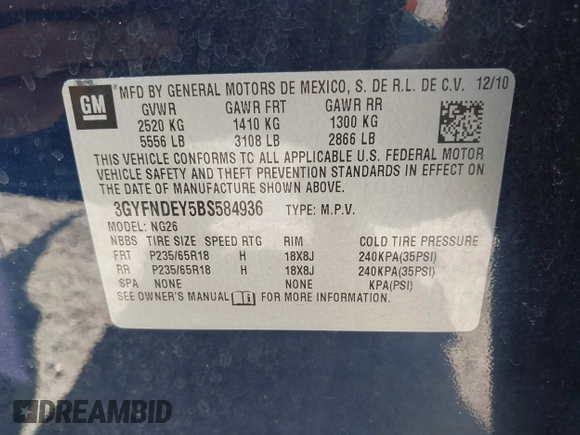 GM
MFD BY GENERAL MOTORS DE MEXICO, S. DE R.L. DE C.V. 12/10
GVWR GAWR FRT GAWR RR
2520 KG 1410 KG 1300 KG
5556 LB 3108 LB 2866 LB
THIS VEHICLE CONFORMS TO ALL APPLICABLE U.S. FEDERAL MOTOR
VEHICLE SAFETY AND THEFT PREVENTION STANDARDS IN EFFECT ON THE
DATE OF MANUFACTURE SHOWN ABOVE.
3GYFNDEY5BS584936 TYPE: M.P.V.
MODEL: NG26
NBBS TIRE SIZE SPEED RTG RIM COLD TIRE PRESSURE
FRT P235/65R18 H 18X8J 240KPA(35PSI)
RR P235/65R18 H 18X8J 240KPA(35PSI)
SPA NONE NONE KPA(PSI)
SEE OWNER'S MANUAL FOR MORE INFORMATION.
DREAMBID